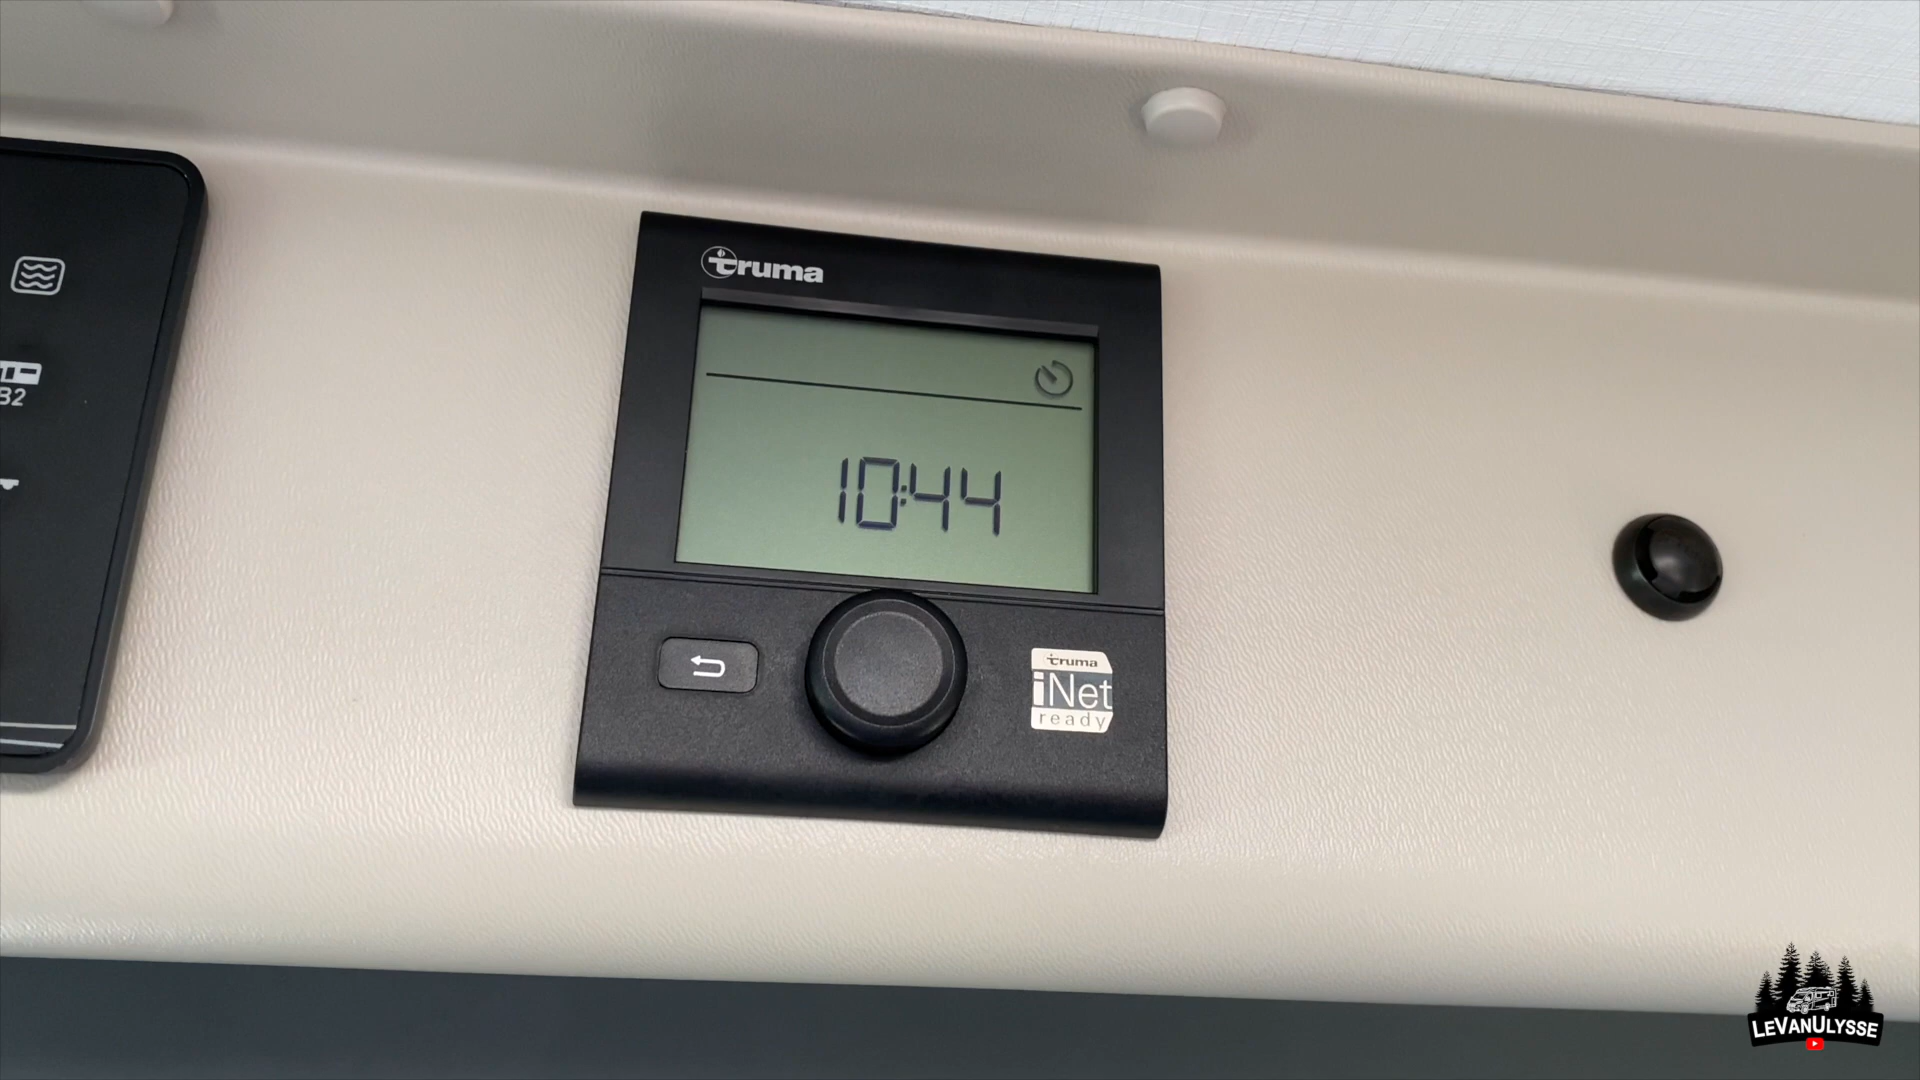 B2
truma
10:44
truma
iNet
ready
LEVANULYSSE